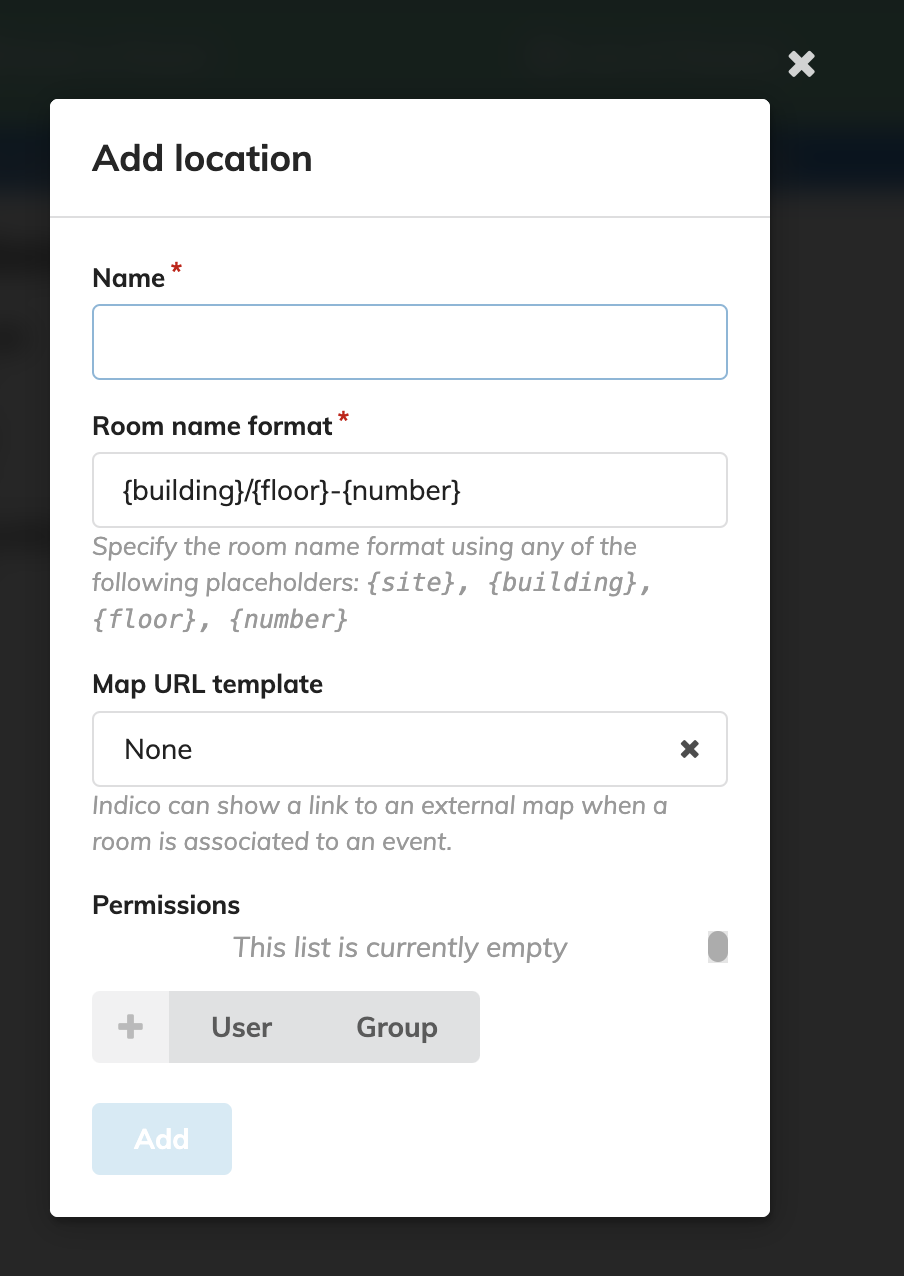 Add location
Name *
Room name format *
{building}/{floor}-{number}
Specify the room name format using any of the
following placeholders: {site}, {building},
{floor}, {number}
Map URL template
None
Indico can show a link to an external map when a
room is associated to an event.
Permissions
This list is currently empty
User Group
Add